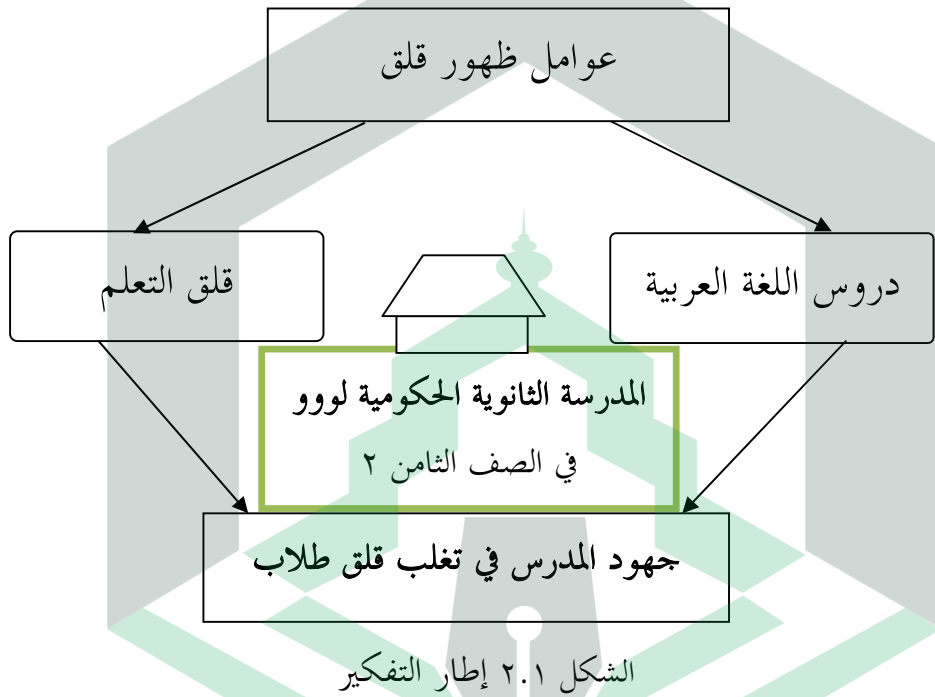 عوامل ظهور قلق
دروس اللغة العربية
قلق التعلم
المدرسة الثانوية الحكومية لووو
في الصف الثامن ٢
جهود المدرس في تغلب قلق طلاب
الشكل ٢.١ إطار التفكير